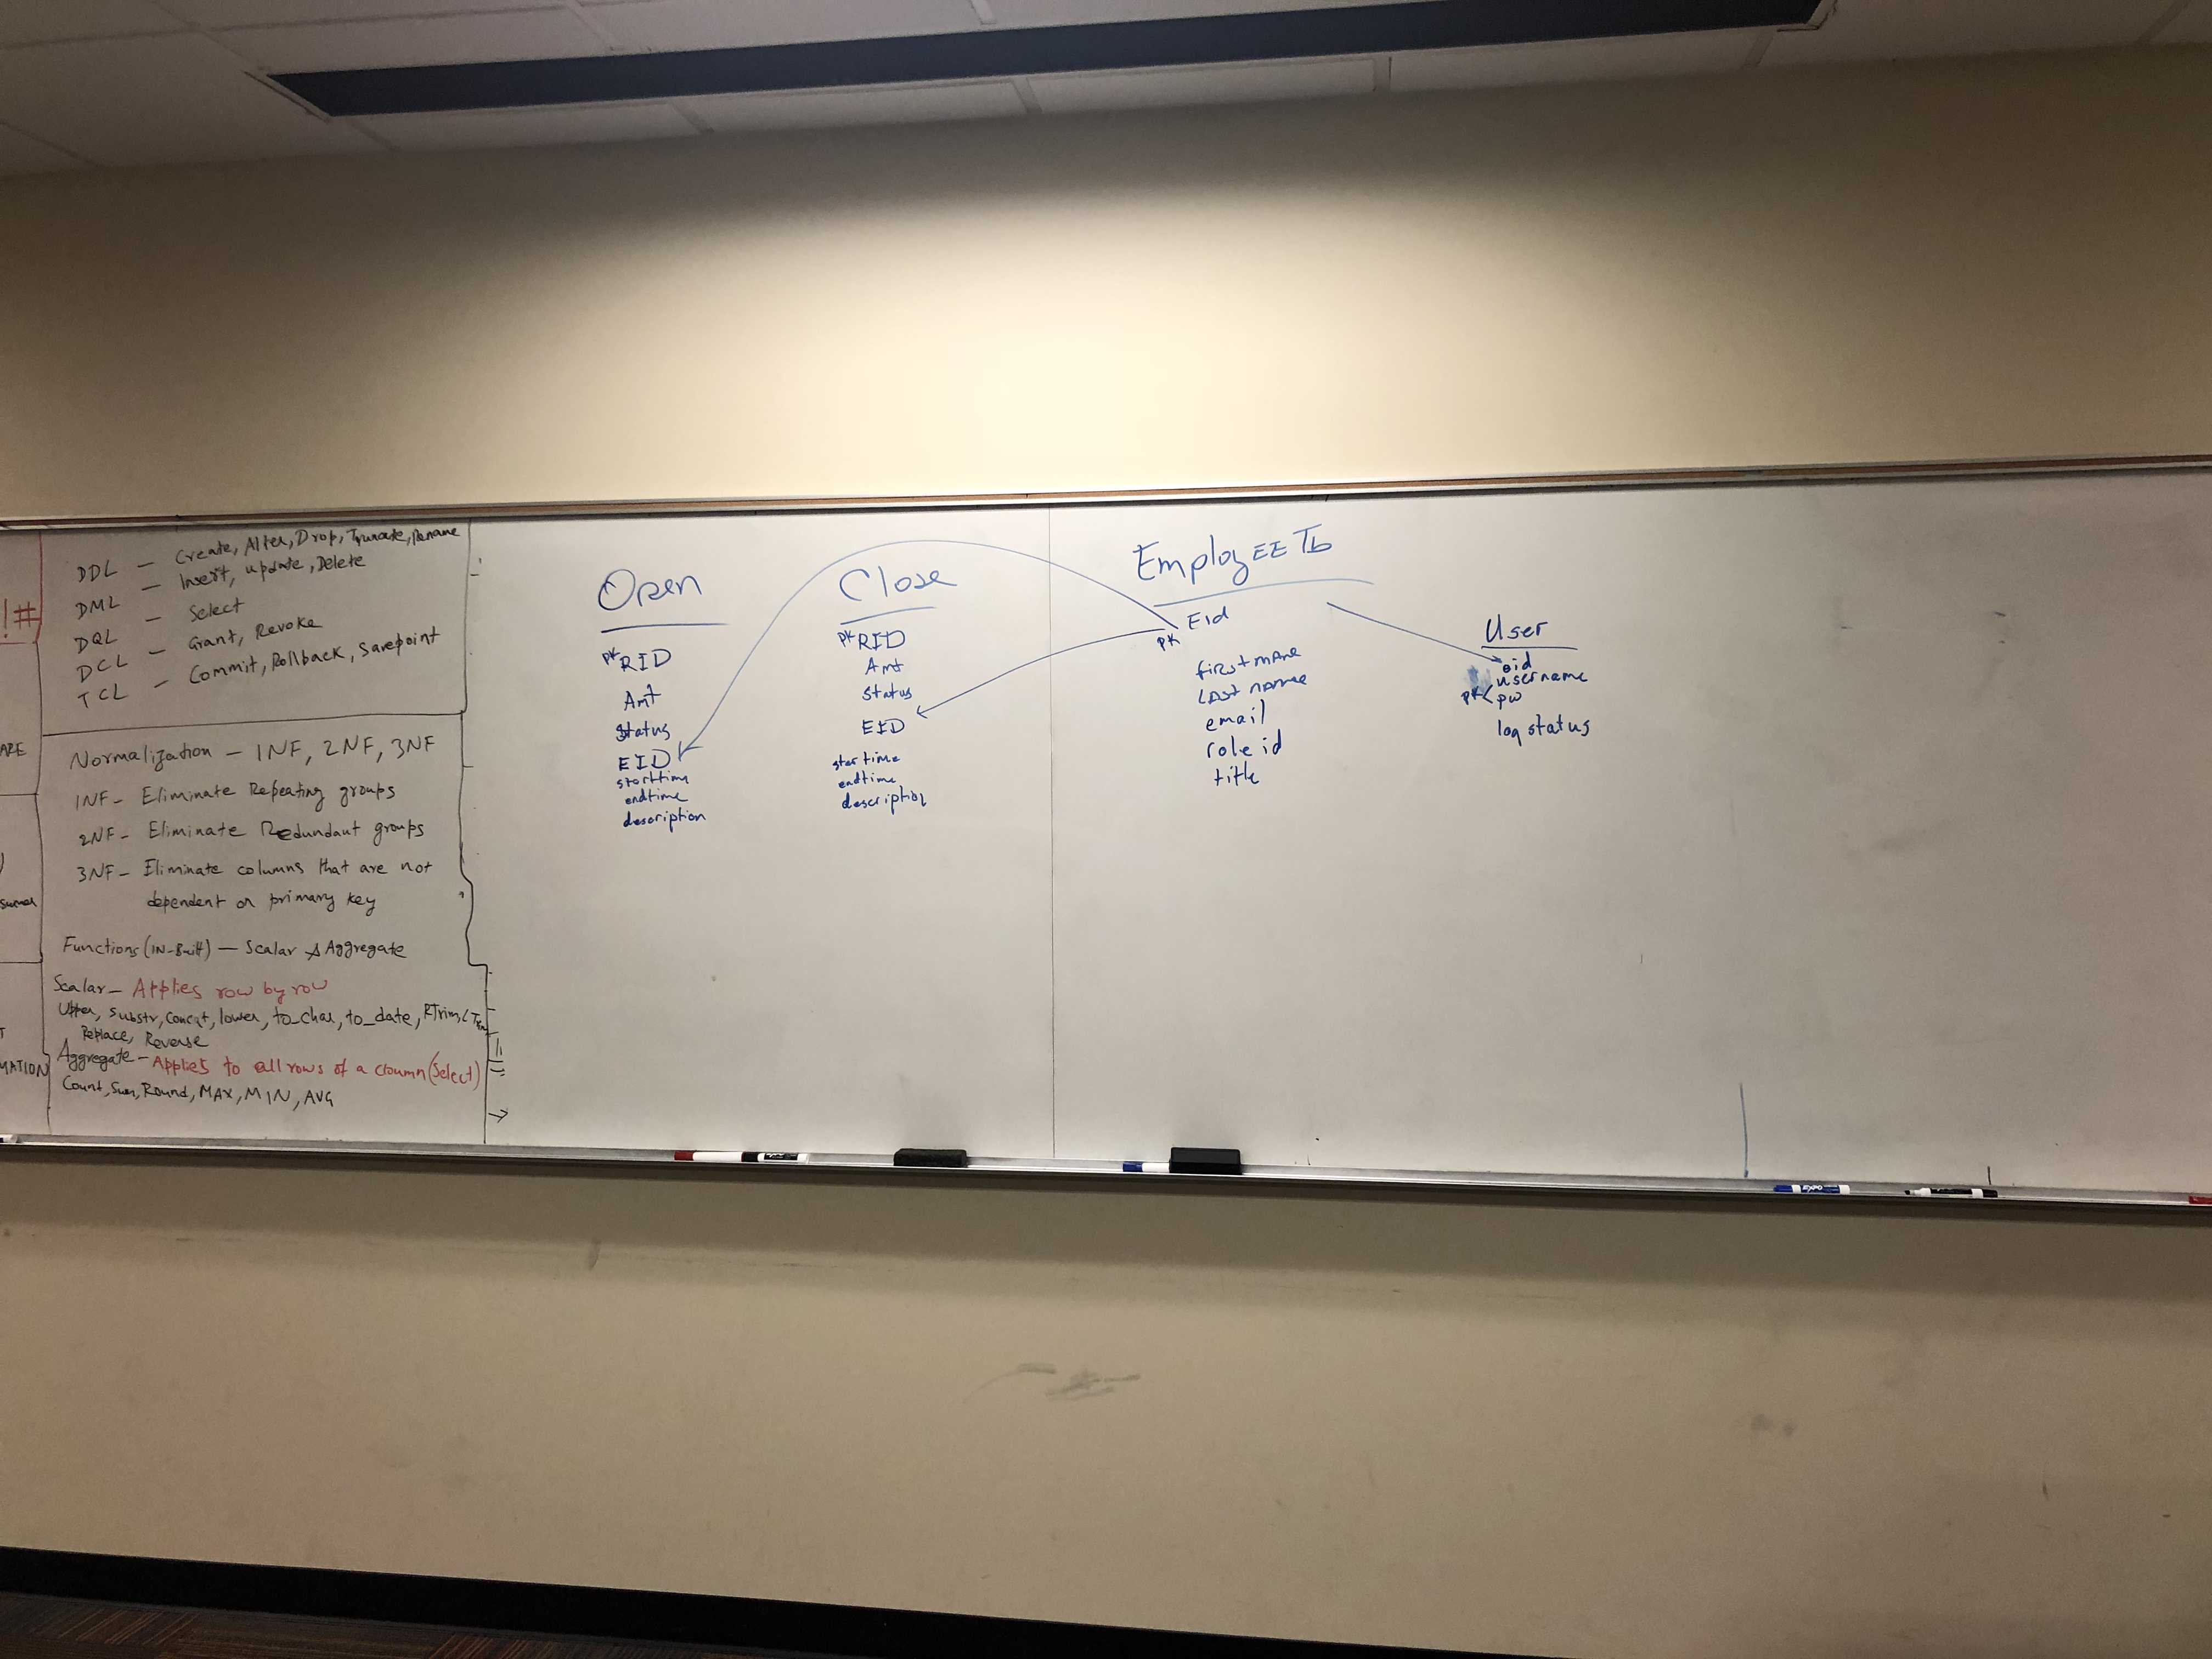 !#
ARE
MATION
DDL — Create, Alter, Drop, Truncate, Rename
DML — Insert, update, Delete
DQL — Select
DCL — Grant, Revoke
TCL — Commit, Rollback, Savepoint
Normalization — 1NF, 2NF, 3NF
1NF - Eliminate Repeating groups
2NF - Eliminate Redundant groups
3NF - Eliminate columns that are not
dependent on primary key
Functions (IN-Built) — Scalar & Aggregate
Scalar - Applies row by row
Upper, Substr, Concat, lower, to_char, to_date, RTrim, LTrim
Replace, Reverse
Aggregate - Applies to all rows of a cloumn (Select)
Count, Sum, Round, MAX, MIN, AVG
Open
PK RID
Amt
Status
EID
starttime
endtime
description
Close
PK RID
Amt
Status
EID
startime
endtime
description
EmployEE Tb
PK Eid
first name
LAST name
email
role id
title
User
eid
username
PK < pw
log status